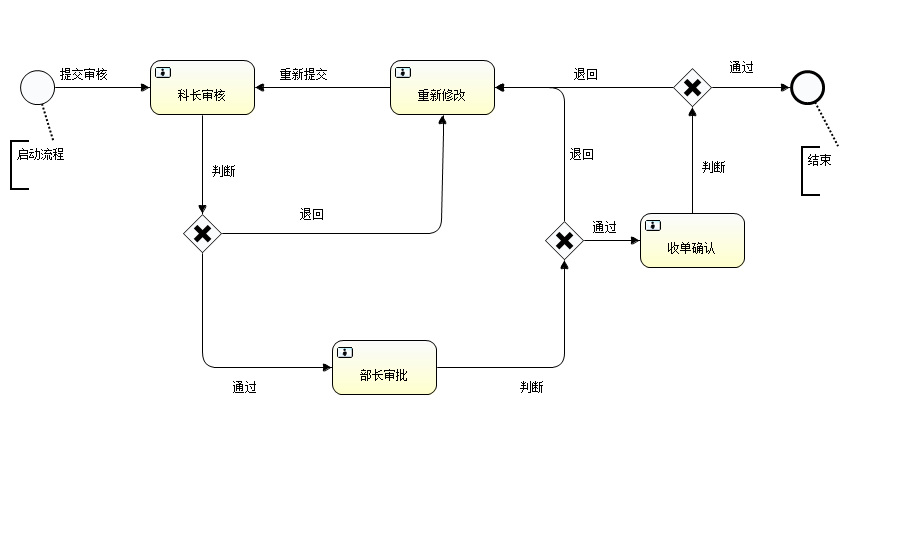 提交审核
科长审核
重新提交
重新修改
退回
通过
启动流程
结束
判断
退回
判断
退回
通过
收单确认
部长审批
通过
判断